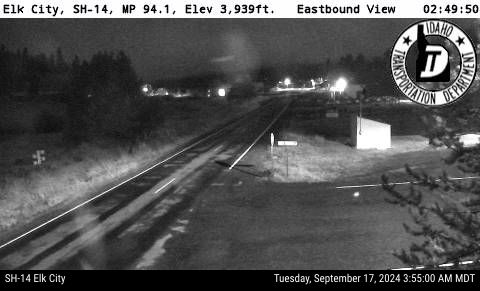 Elk City, SH-14, MP 94.1, Elev 3,939ft. Eastbound View 02:49:50
IDAHO
TRANSPORTATION DEPARTMENT
SH-14 Elk City Tuesday, September 17, 2024 3:55:00 AM MDT